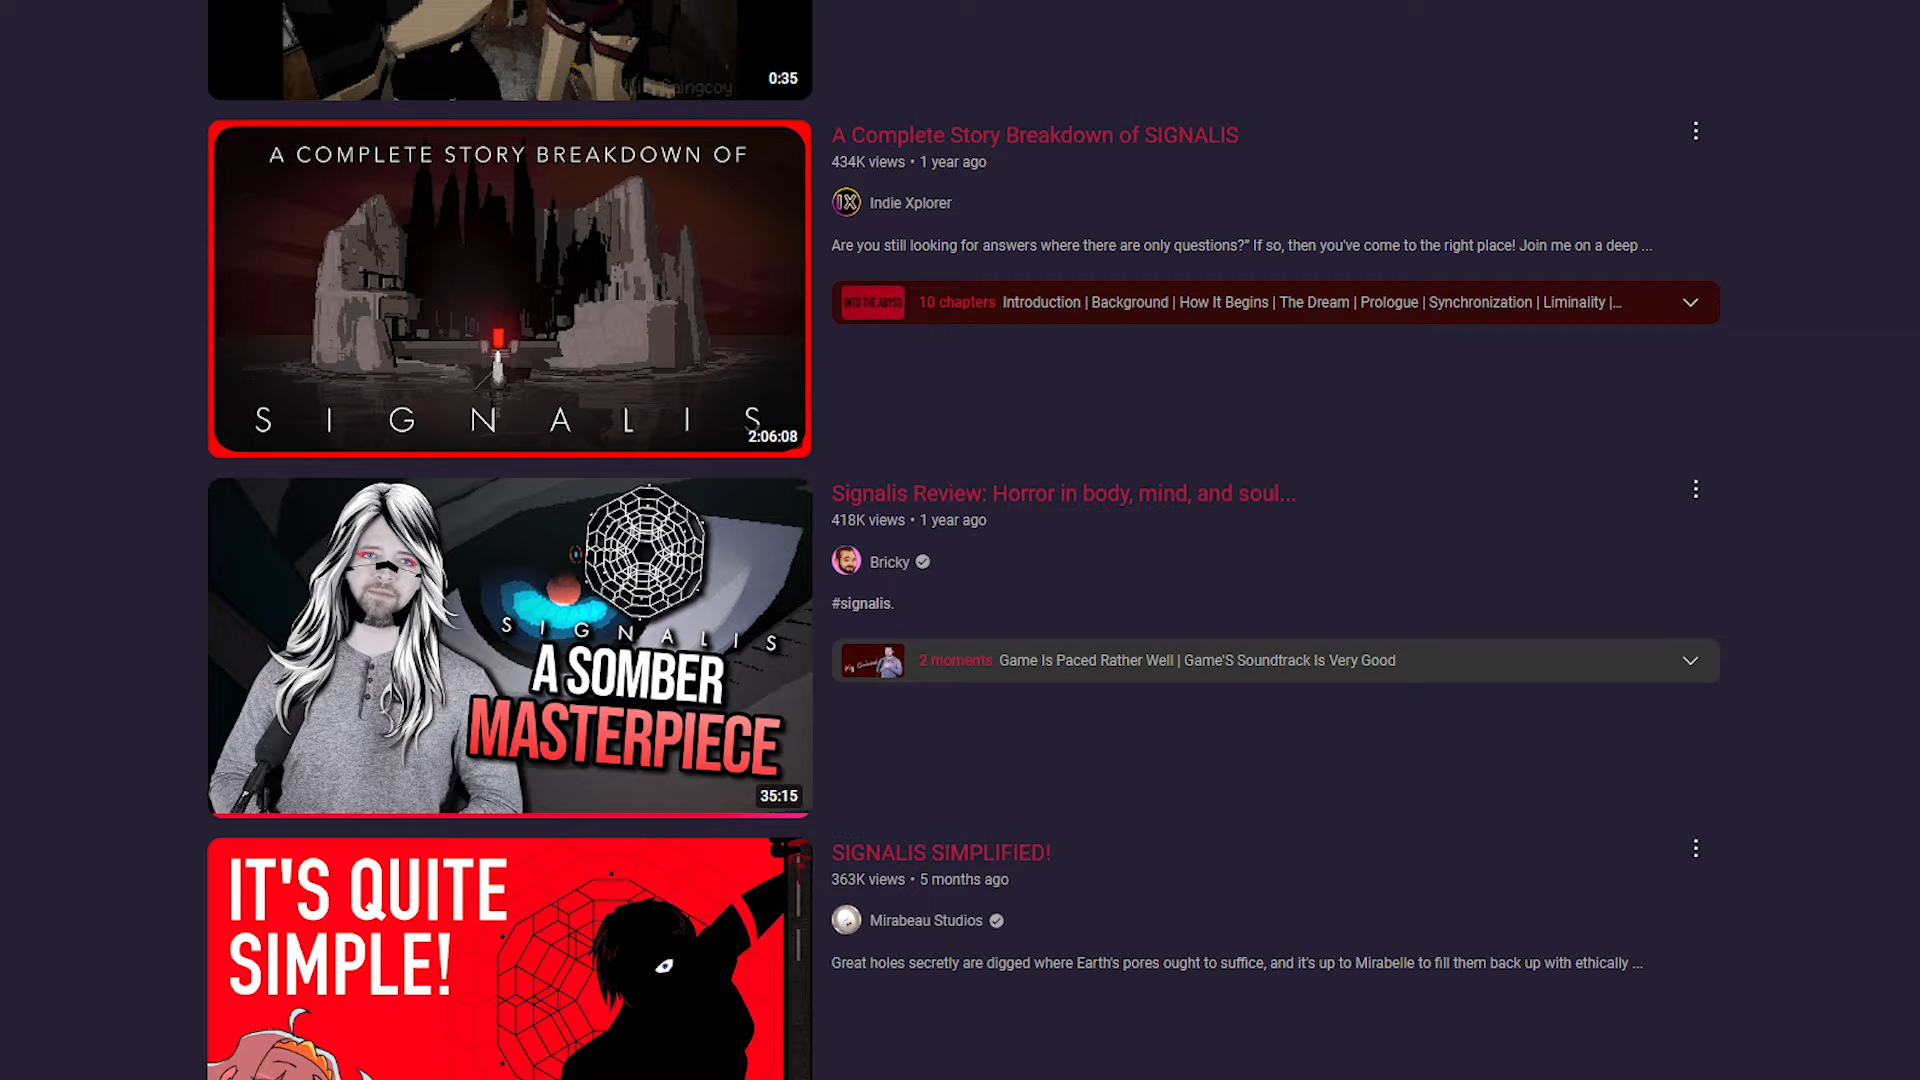 0:35
A COMPLETE STORY BREAKDOWN OF
S I G N A L I S
2:06:08
A Complete Story Breakdown of SIGNALIS
434K views • 1 year ago
IX
Indie Xplorer
Are you still looking for answers where there are only questions?" If so, then you've come to the right place! Join me on a deep ...
INTO THE ABYSS
10 chapters Introduction | Background | How It Begins | The Dream | Prologue | Synchronization | Liminality |...
S I G N A L I S
A SOMBER
MASTERPIECE
35:15
Signalis Review: Horror in body, mind, and soul...
418K views • 1 year ago
Bricky
#signalis.
2 moments Game Is Paced Rather Well | Game'S Soundtrack Is Very Good
IT'S QUITE
SIMPLE!
SIGNALIS SIMPLIFIED!
363K views • 5 months ago
Mirabeau Studios
Great holes secretly are digged where Earth's pores ought to suffice, and it's up to Mirabelle to fill them back up with ethically ...